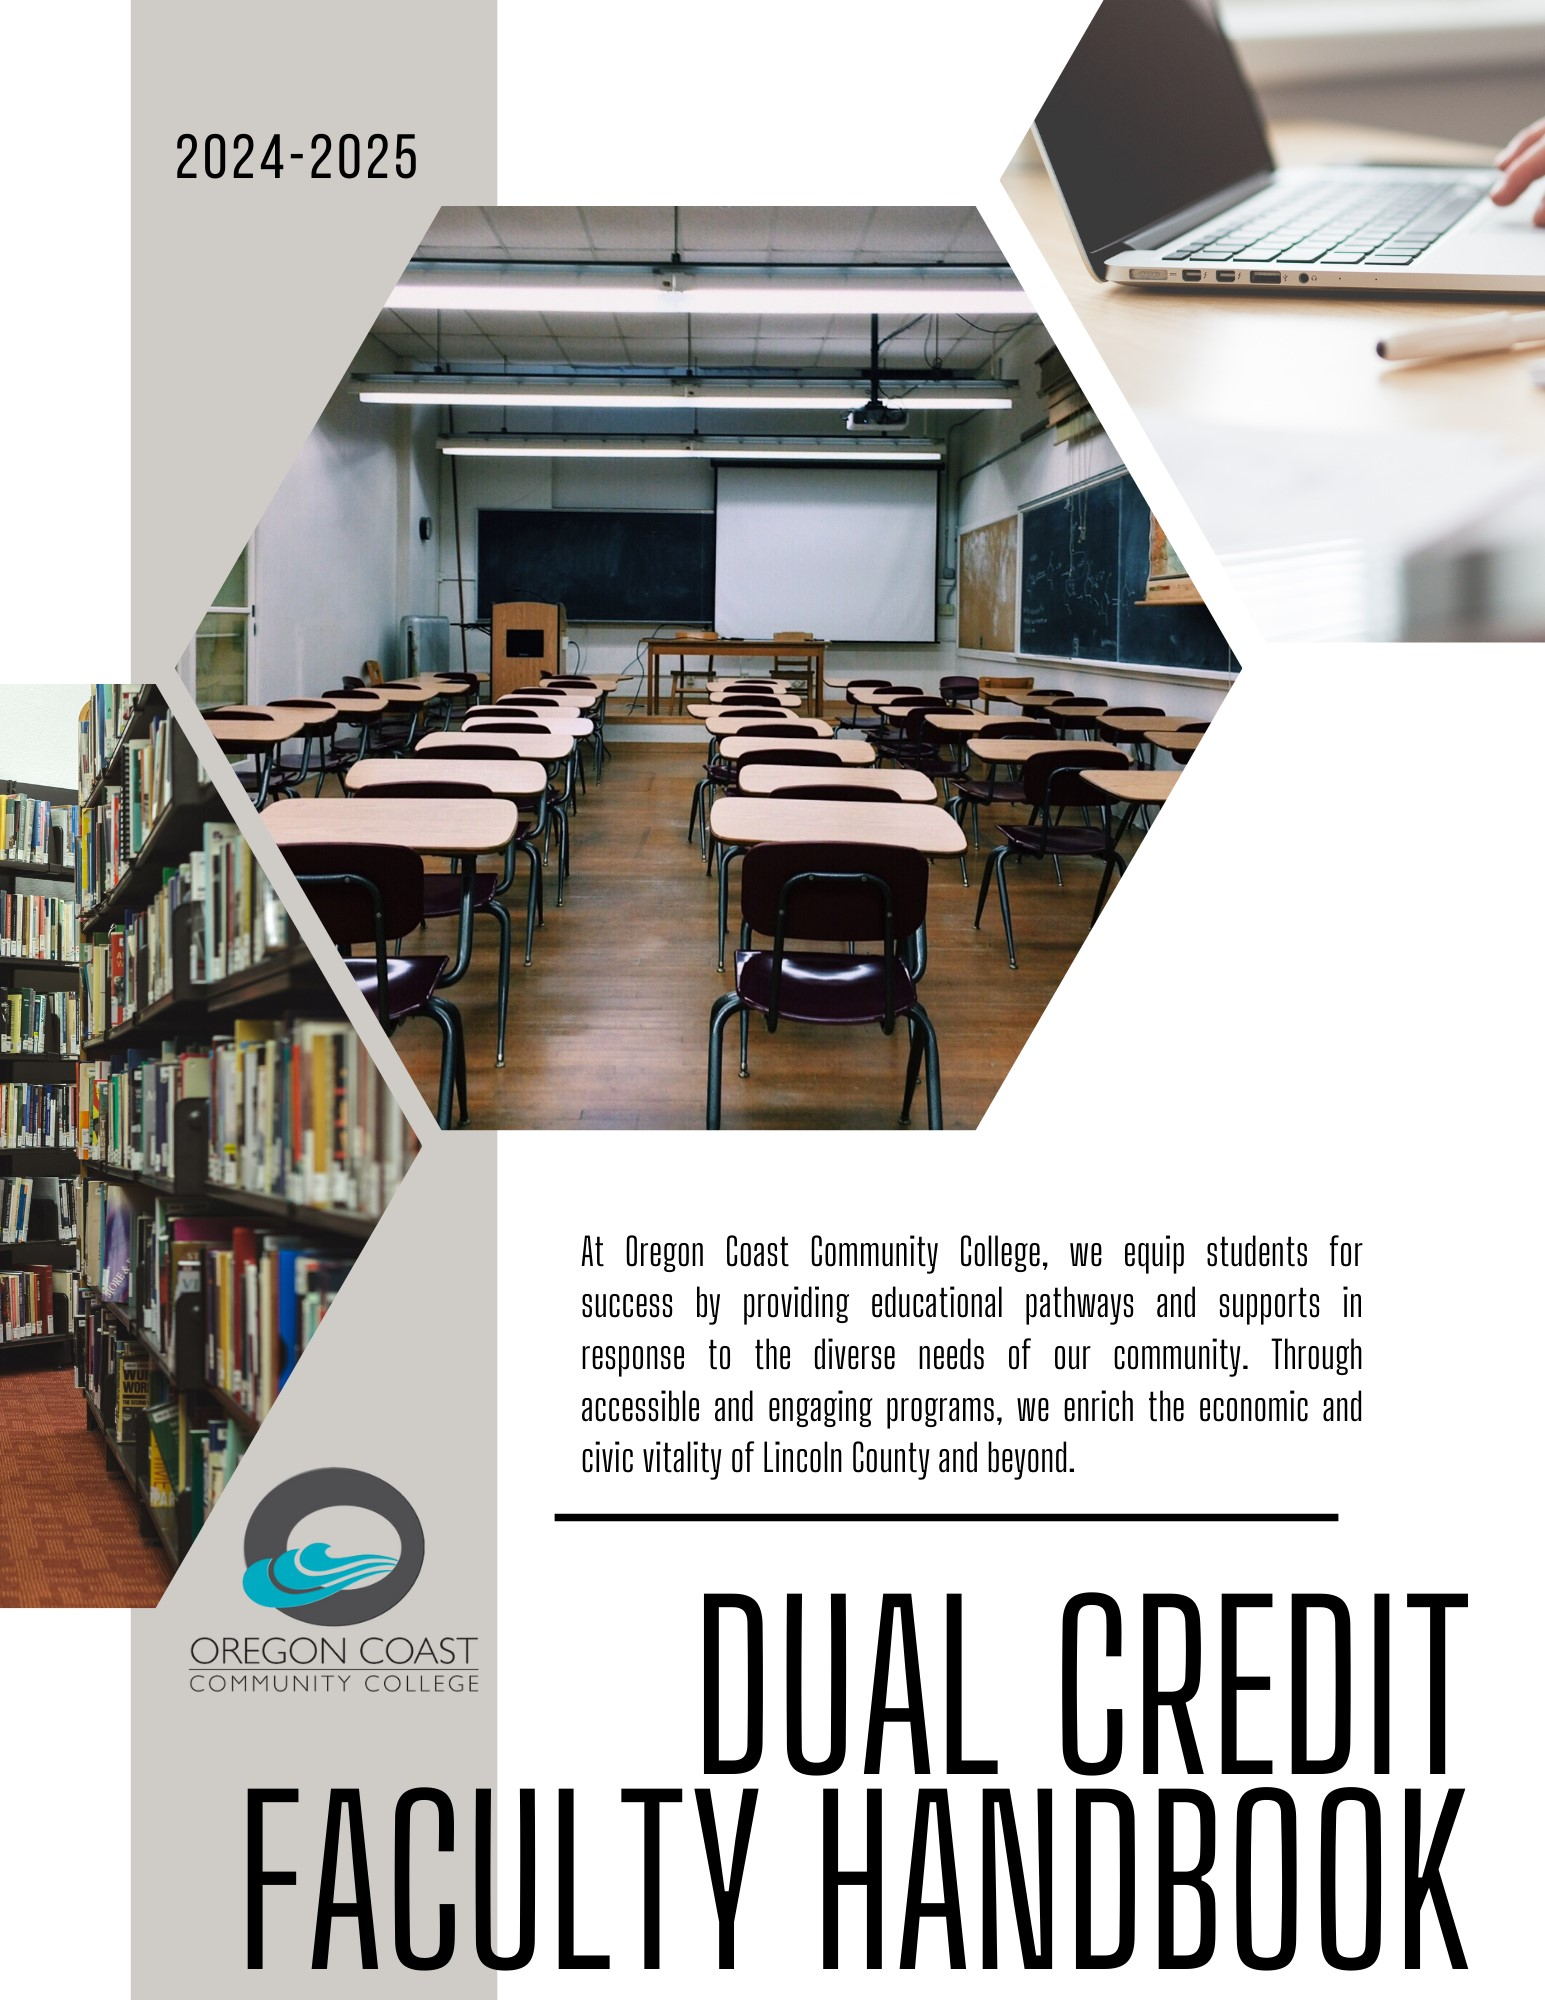 2024-2025
At Oregon Coast Community College, we equip students for
success by providing educational pathways and supports in
response to the diverse needs of our community. Through
accessible and engaging programs, we enrich the economic and
civic vitality of Lincoln County and beyond.
OREGON COAST
COMMUNITY COLLEGE
DUAL CREDIT
FACULTY HANDBOOK